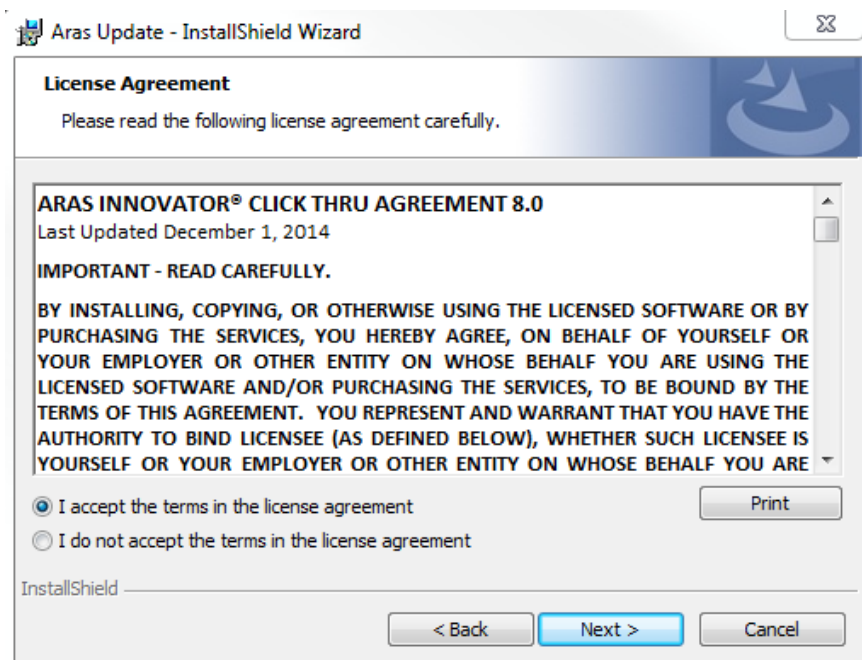 Aras Update - InstallShield Wizard
License Agreement
Please read the following license agreement carefully.
ARAS INNOVATOR® CLICK THRU AGREEMENT 8.0
Last Updated December 1, 2014
IMPORTANT - READ CAREFULLY.
BY INSTALLING, COPYING, OR OTHERWISE USING THE LICENSED SOFTWARE OR BY
PURCHASING THE SERVICES, YOU HEREBY AGREE, ON BEHALF OF YOURSELF OR
YOUR EMPLOYER OR OTHER ENTITY ON WHOSE BEHALF YOU ARE USING THE
LICENSED SOFTWARE AND/OR PURCHASING THE SERVICES, TO BE BOUND BY THE
TERMS OF THIS AGREEMENT. YOU REPRESENT AND WARRANT THAT YOU HAVE THE
AUTHORITY TO BIND LICENSEE (AS DEFINED BELOW), WHETHER SUCH LICENSEE IS
YOURSELF OR YOUR EMPLOYER OR OTHER ENTITY ON WHOSE BEHALF YOU ARE
I accept the terms in the license agreement
Print
I do not accept the terms in the license agreement
InstallShield
< Back
Next >
Cancel